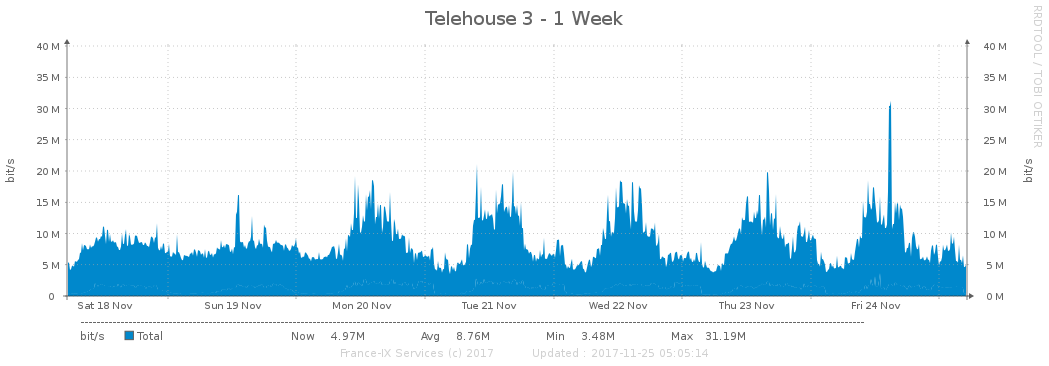 Telehouse 3 - 1 Week
RRDTOOL / TOBI OETIKER
bit/s
bit/s
40 M 40 M
35 M 35 M
30 M 30 M
25 M 25 M
20 M 20 M
15 M 15 M
10 M 10 M
5 M 5 M
0 0 M
Sat 18 Nov Sun 19 Nov Mon 20 Nov Tue 21 Nov Wed 22 Nov Thu 23 Nov Fri 24 Nov
bit/s Total Now 4.97M Avg 8.76M Min 3.48M Max 31.19M
France-IX Services (c) 2017 Updated : 2017-11-25 05:05:14